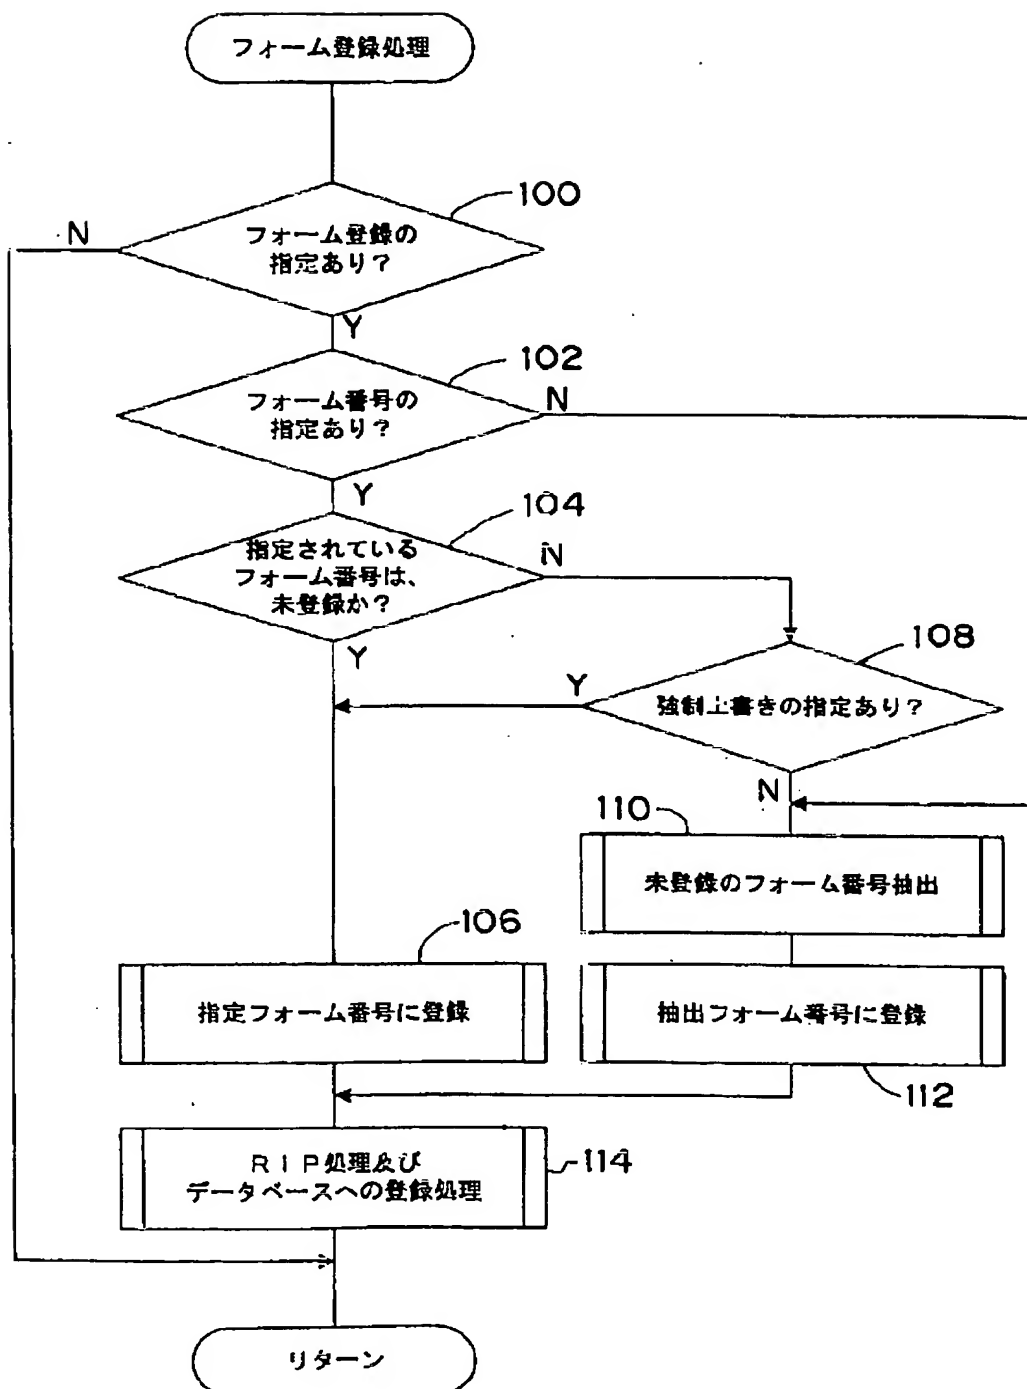 フォーム登録処理
100
N
フォーム登録の
指定あり?
Y
102
N
フォーム番号の
指定あり?
Y
104
N
指定されている
フォーム番号は、
未登録か?
Y
108
Y
強制上書きの指定あり?
N
110
未登録のフォーム番号抽出
106
指定フォーム番号に登録
抽出フォーム番号に登録
112
RIP処理及び
データベースへの登録処理
114
リターン